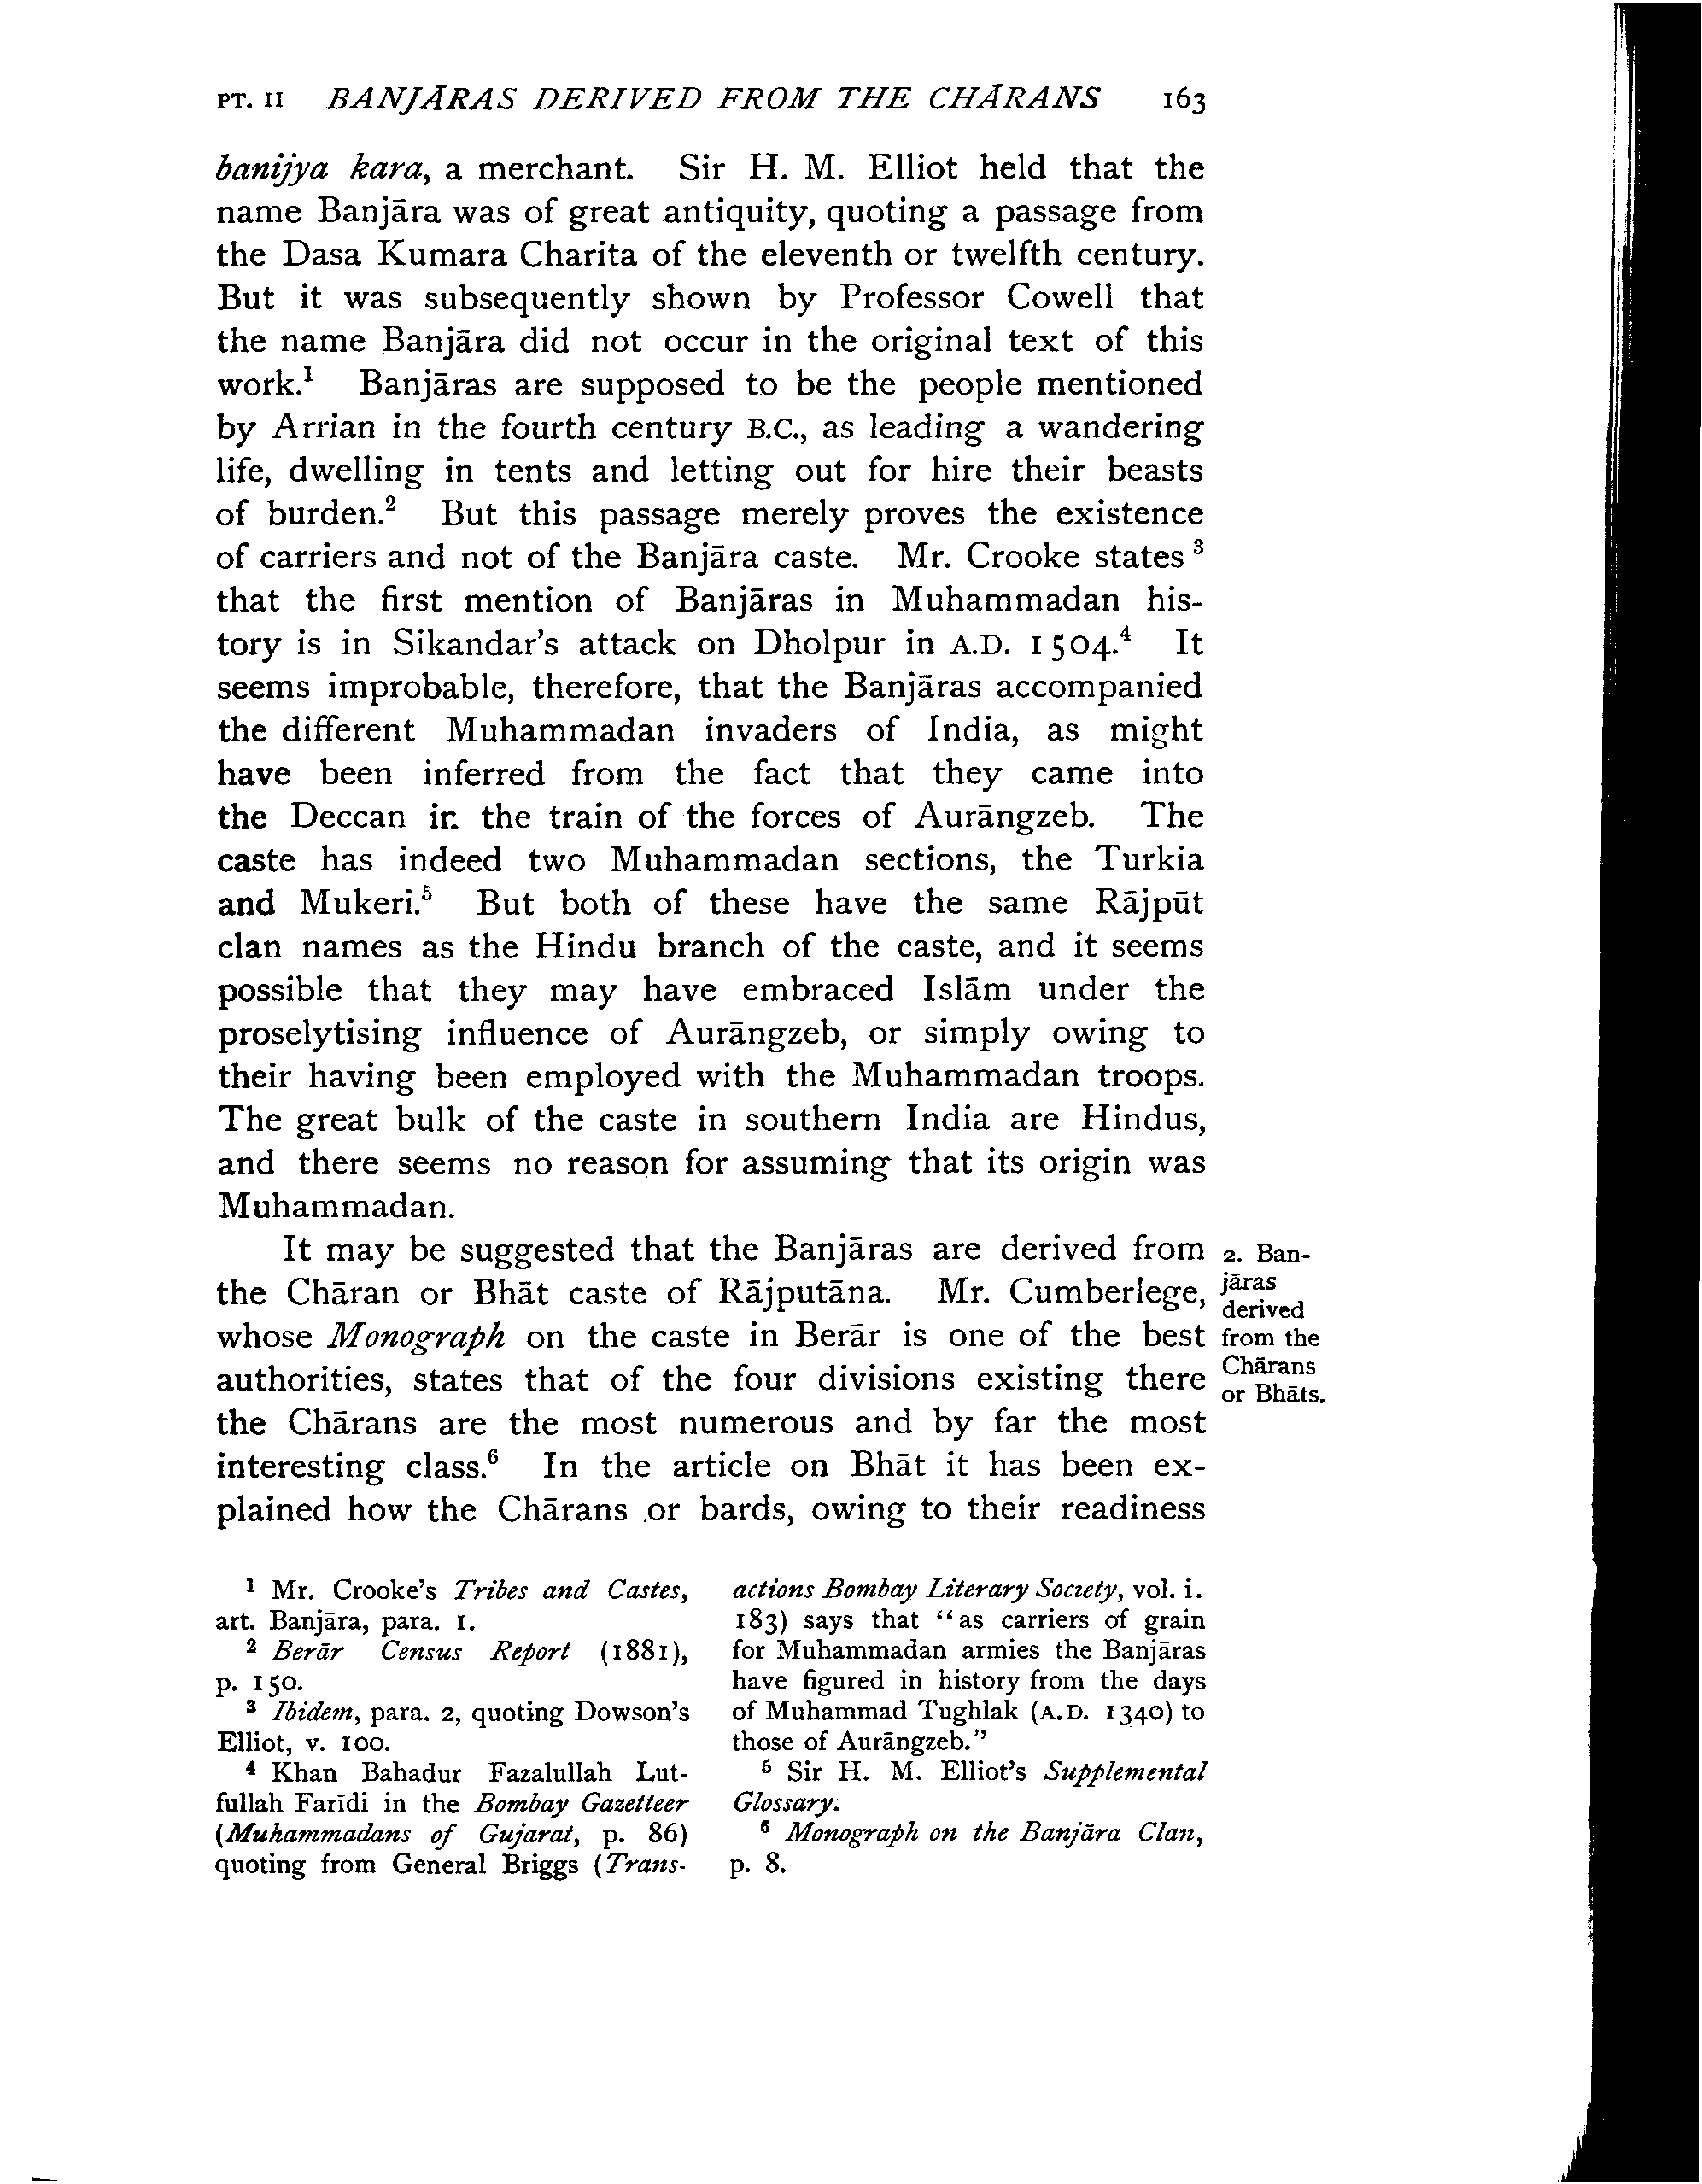 PT. II BANJĀRAS DERIVED FROM THE CHĀRANS 163
banijya kara, a merchant. Sir H. M. Elliot held that the
name Banjāra was of great antiquity, quoting a passage from
the Dasa Kumara Charita of the eleventh or twelfth century.
But it was subsequently shown by Professor Cowell that
the name Banjāra did not occur in the original text of this
work.¹ Banjāras are supposed to be the people mentioned
by Arrian in the fourth century B.C., as leading a wandering
life, dwelling in tents and letting out for hire their beasts
of burden.² But this passage merely proves the existence
of carriers and not of the Banjāra caste. Mr. Crooke states ³
that the first mention of Banjāras in Muhammadan his-
tory is in Sikandar's attack on Dholpur in A.D. 1504.⁴ It
seems improbable, therefore, that the Banjāras accompanied
the different Muhammadan invaders of India, as might
have been inferred from the fact that they came into
the Deccan in the train of the forces of Aurāngzeb. The
caste has indeed two Muhammadan sections, the Turkia
and Mukeri.⁵ But both of these have the same Rājpūt
clan names as the Hindu branch of the caste, and it seems
possible that they may have embraced Islām under the
proselytising influence of Aurāngzeb, or simply owing to
their having been employed with the Muhammadan troops.
The great bulk of the caste in southern India are Hindus,
and there seems no reason for assuming that its origin was
Muhammadan.
It may be suggested that the Banjāras are derived from
the Chāran or Bhāt caste of Rājputāna. Mr. Cumberlege,
whose Monograph on the caste in Berār is one of the best
authorities, states that of the four divisions existing there
the Chārans are the most numerous and by far the most
interesting class.⁶ In the article on Bhāt it has been ex-
plained how the Chārans or bards, owing to their readiness
2. Ban-
jāras
derived
from the
Chārans
or Bhāts.
¹ Mr. Crooke's Tribes and Castes,
art. Banjāra, para. 1.
² Berār Census Report (1881),
p. 150.
³ Ibidem, para. 2, quoting Dowson's
Elliot, v. 100.
⁴ Khan Bahadur Fazalullah Lut-
fullah Farīdi in the Bombay Gazetteer
(Muhammadans of Gujarat, p. 86)
quoting from General Briggs (Trans-
actions Bombay Literary Society, vol. i.
183) says that "as carriers of grain
for Muhammadan armies the Banjāras
have figured in history from the days
of Muhammad Tughlak (A.D. 1340) to
those of Aurāngzeb."
⁵ Sir H. M. Elliot's Supplemental
Glossary.
⁶ Monograph on the Banjāra Clan,
p. 8.